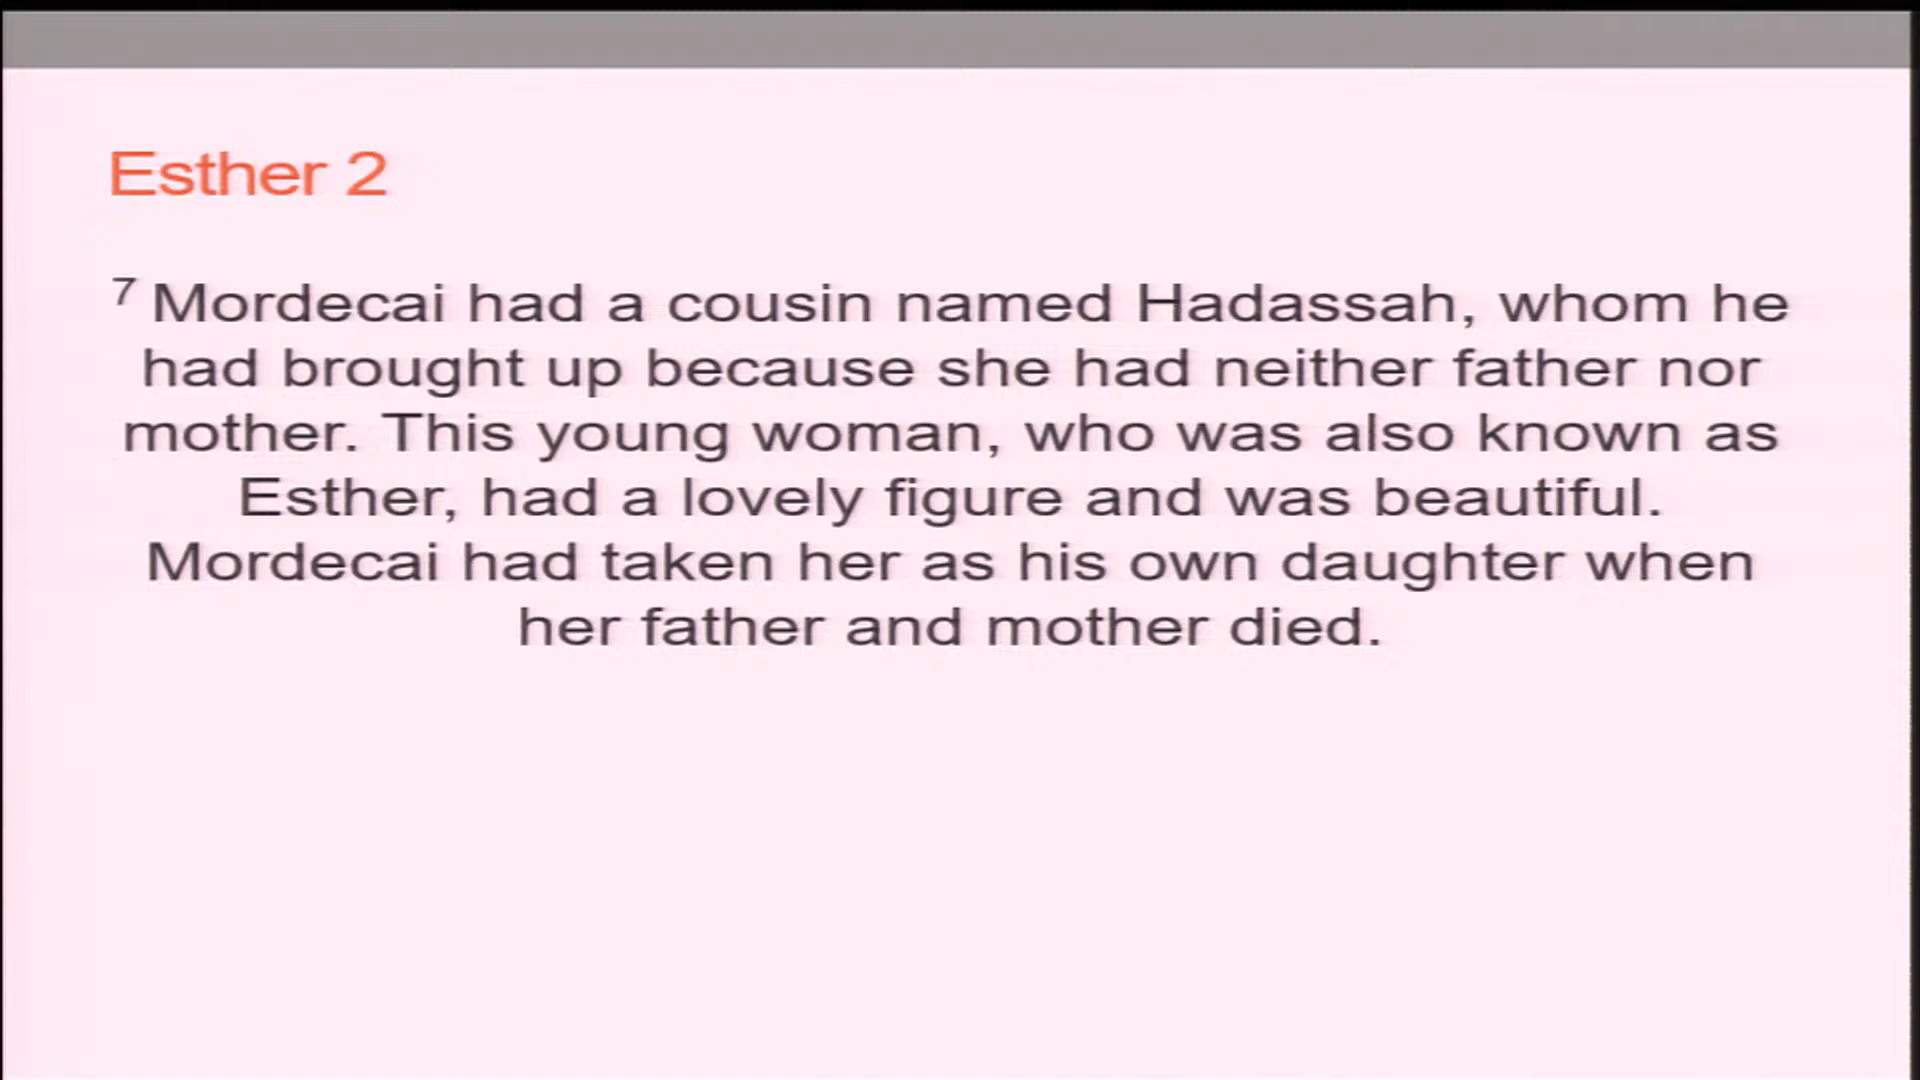 Esther 2
7 Mordecai had a cousin named Hadassah, whom he
had brought up because she had neither father nor
mother. This young woman, who was also known as
Esther, had a lovely figure and was beautiful.
Mordecai had taken her as his own daughter when
her father and mother died.